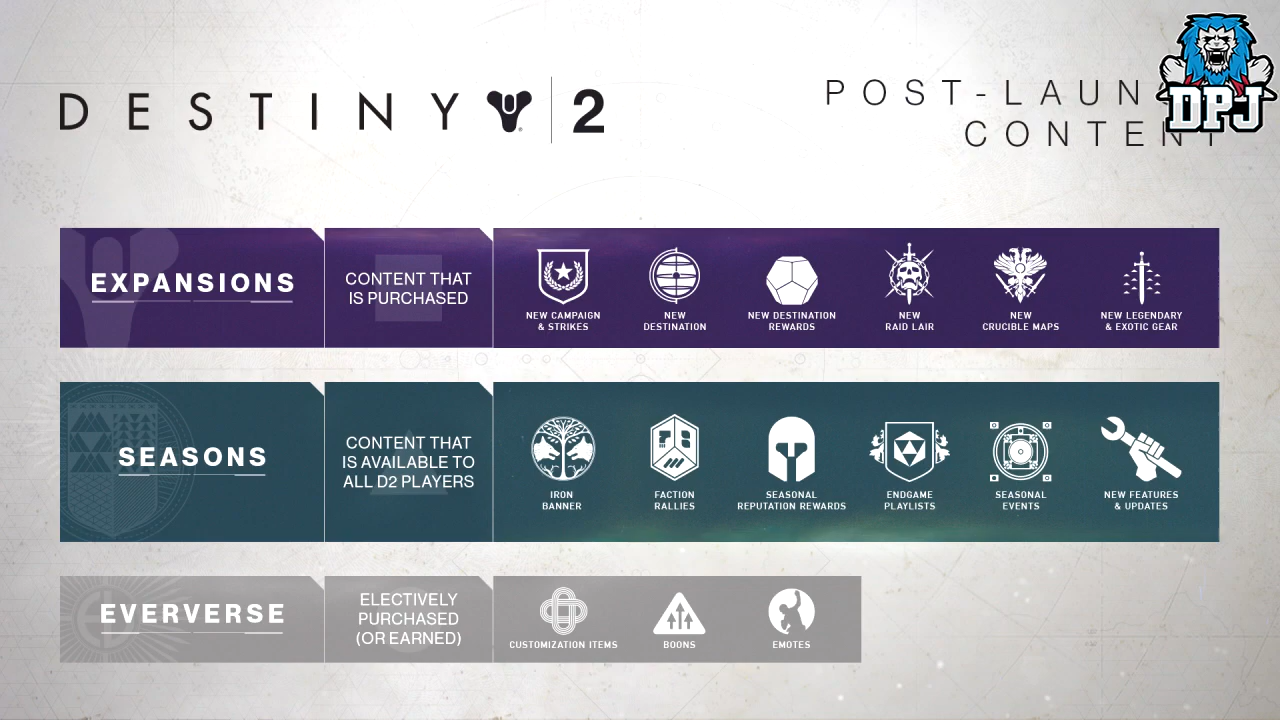 DESTINY 2
POST-LAUN
CONTENT
DPJ
EXPANSIONS
CONTENT THAT
IS PURCHASED
NEW CAMPAIGN
& STRIKES
NEW
DESTINATION
NEW DESTINATION
REWARDS
NEW
RAID LAIR
NEW
CRUCIBLE MAPS
NEW LEGENDARY
& EXOTIC GEAR
SEASONS
CONTENT THAT
IS AVAILABLE TO
ALL D2 PLAYERS
IRON
BANNER
FACTION
RALLIES
SEASONAL
REPUTATION REWARDS
ENDGAME
PLAYLISTS
SEASONAL
EVENTS
NEW FEATURES
& UPDATES
EVERVERSE
ELECTIVELY
PURCHASED
(OR EARNED)
CUSTOMIZATION ITEMS
BOONS
EMOTES